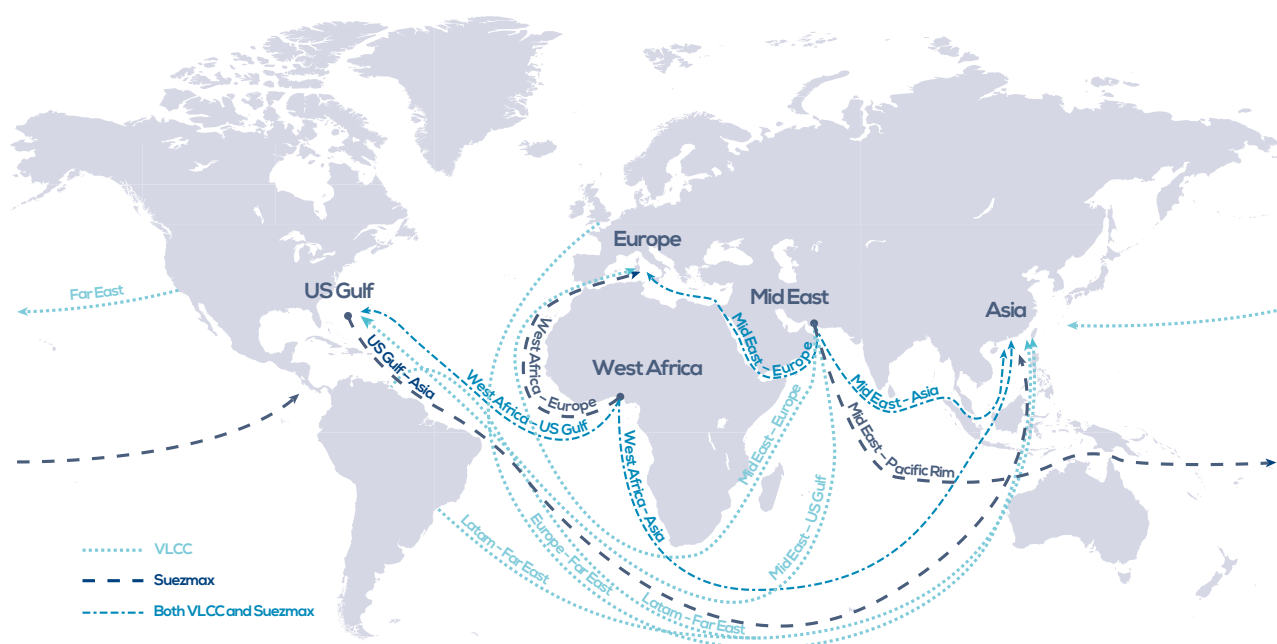 Europe
Far East
US Gulf
Mid East
Asia
West Africa
US Gulf - Asia
West Africa - US Gulf
West Africa - Europe
Mid East - Europe
Mid East - Asia
Mid East - Pacific Rim
Mid East - Europe
Mid East - US Gulf
West Africa - Asia
Latam - Far East
Europe - Far East
Latam - Far East
VLCC
Suezmax
Both VLCC and Suezmax